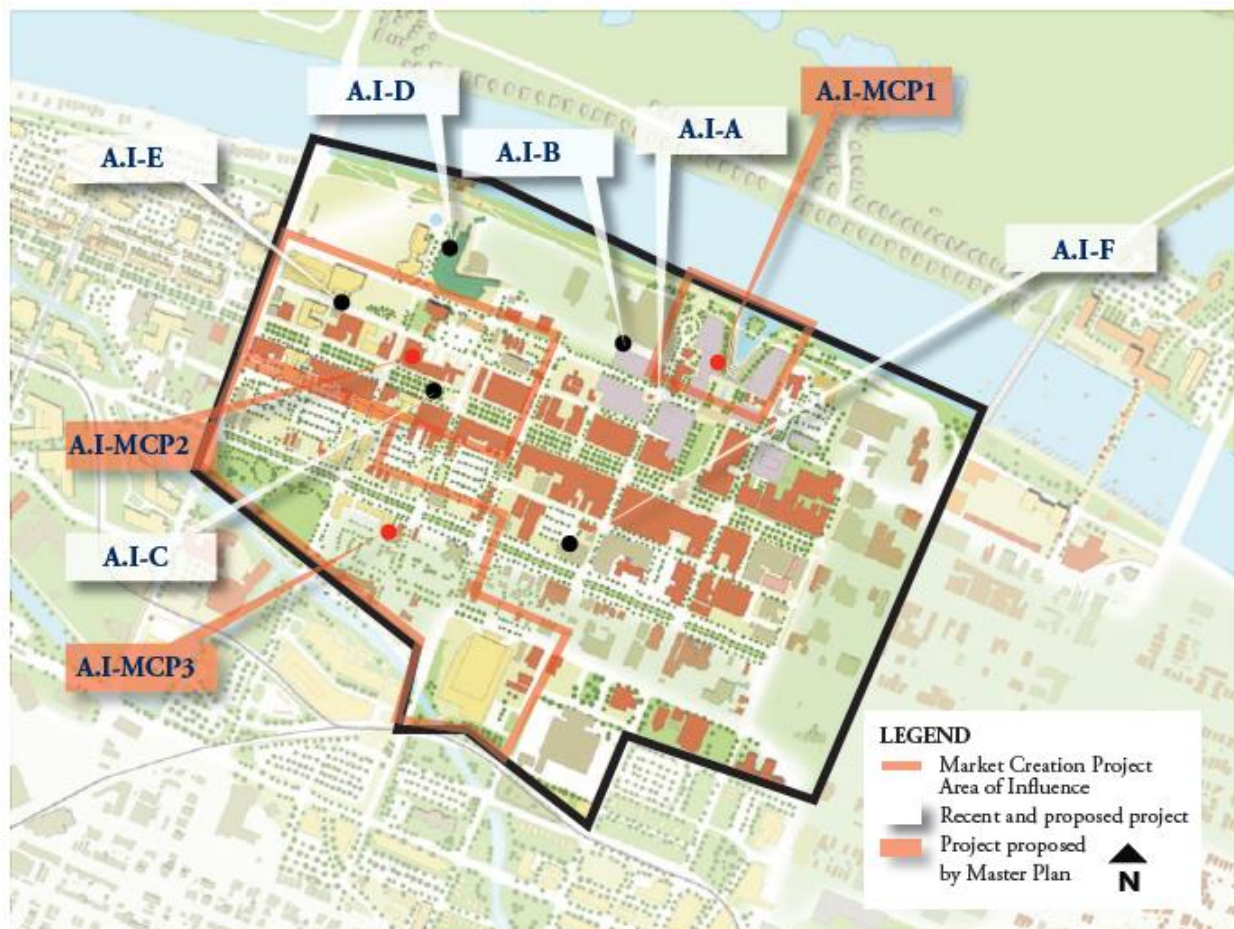 A.I-D
A.I-MCP1
A.I-A
A.I-B
A.I-E
A.I-F
A.I-MCP2
A.I-C
A.I-MCP3
LEGEND
Market Creation Project
Area of Influence
Recent and proposed project
Project proposed
by Master Plan
N